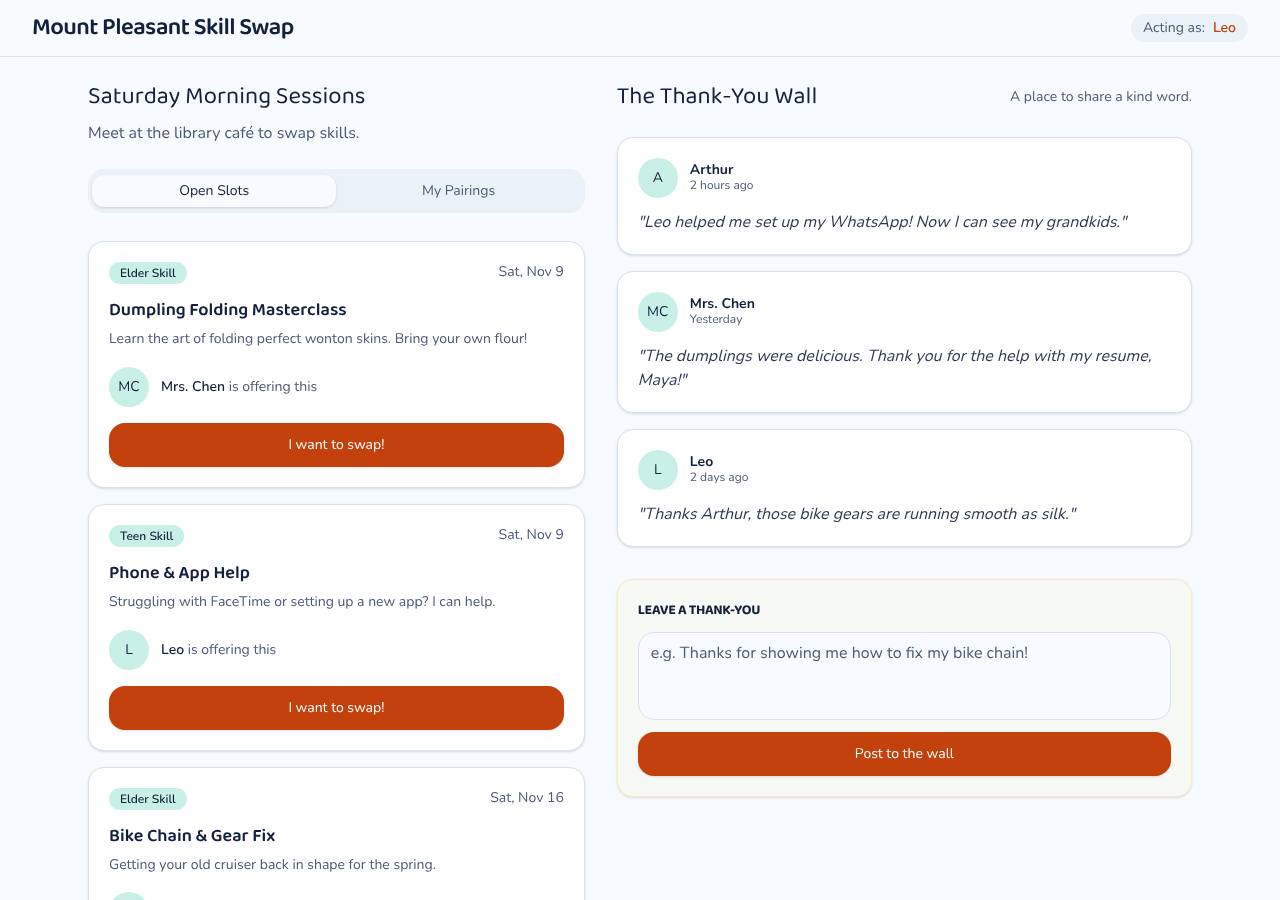 Mount Pleasant Skill Swap
Acting as: Leo
Saturday Morning Sessions
Meet at the library café to swap skills.
Open Slots
My Pairings
Elder Skill
Sat, Nov 9
Dumpling Folding Masterclass
Learn the art of folding perfect wonton skins. Bring your own flour!
MC
Mrs. Chen is offering this
I want to swap!
Teen Skill
Sat, Nov 9
Phone & App Help
Struggling with FaceTime or setting up a new app? I can help.
L
Leo is offering this
I want to swap!
Elder Skill
Sat, Nov 16
Bike Chain & Gear Fix
Getting your old cruiser back in shape for the spring.
The Thank-You Wall
A place to share a kind word.
A
Arthur
2 hours ago
"Leo helped me set up my WhatsApp! Now I can see my grandkids."
MC
Mrs. Chen
Yesterday
"The dumplings were delicious. Thank you for the help with my resume,
Maya!"
L
Leo
2 days ago
"Thanks Arthur, those bike gears are running smooth as silk."
LEAVE A THANK-YOU
e.g. Thanks for showing me how to fix my bike chain!
Post to the wall